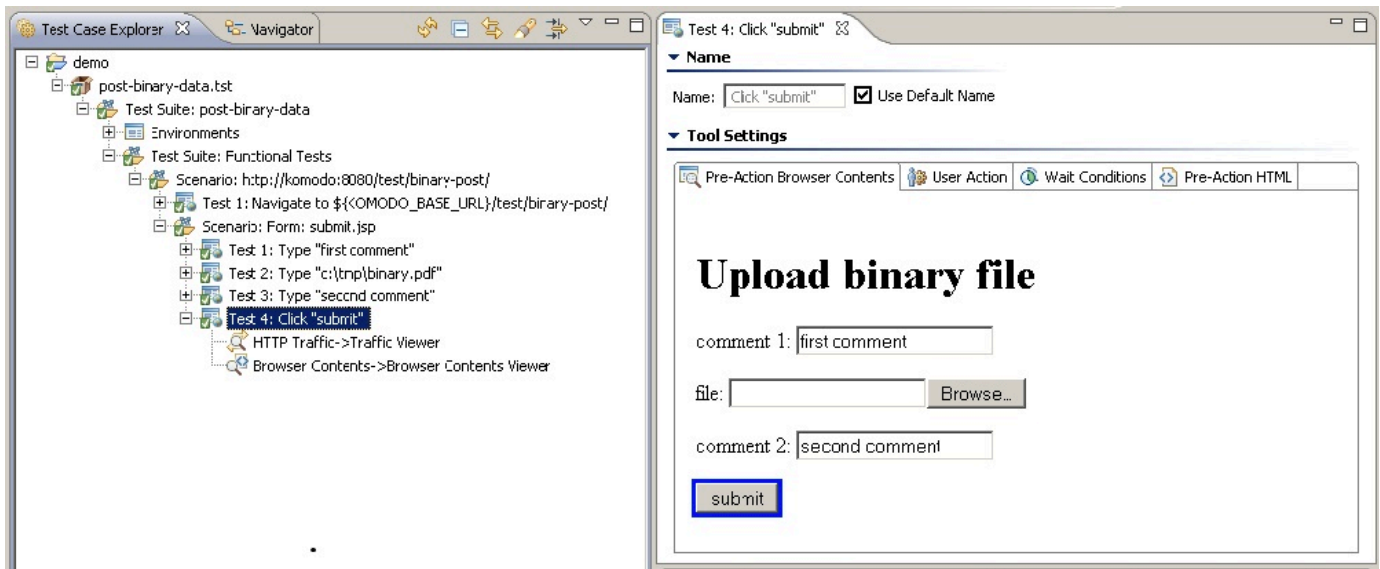 Test Case Explorer
Navigator
demo
post-binary-data.tst
Test Suite: post-binary-data
Environments
Test Suite: Functional Tests
Scenario: http://komodo:8080/test/binary-post/
Test 1: Navigate to ${KOMODO_BASE_URL}/test/binary-post/
Scenario: Form: submit.jsp
Test 1: Type "first comment"
Test 2: Type "c:\tmp\binary.pdf"
Test 3: Type "second comment"
Test 4: Click "submit"
HTTP Traffic->Traffic Viewer
Browser Contents->Browser Contents Viewer
Test 4: Click "submit"
Name
Name: Click "submit" Use Default Name
Tool Settings
Pre-Action Browser Contents User Action Wait Conditions Pre-Action HTML
Upload binary file
comment 1: first comment
file: Browse...
comment 2: second comment
submit